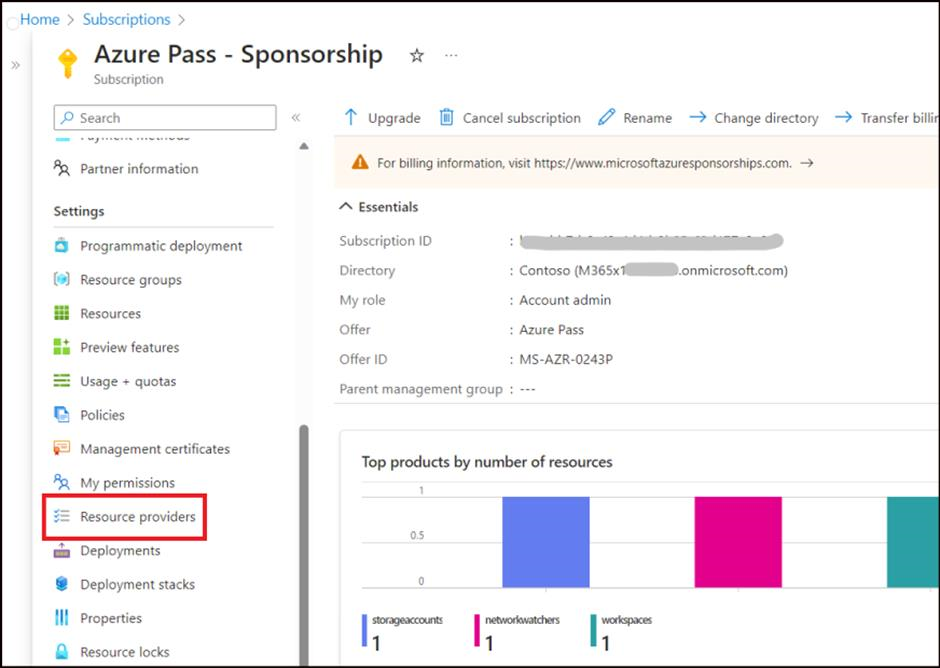 Home > Subscriptions >
Azure Pass - Sponsorship
Subscription
Search
Upgrade Cancel subscription Rename Change directory Transfer billin
Payment methods
Partner information
For billing information, visit https://www.microsoftazuresponsorships.com.
Settings
Programmatic deployment
Resource groups
Resources
Preview features
Usage + quotas
Policies
Management certificates
My permissions
Resource providers
Deployments
Deployment stacks
Properties
Resource locks
Essentials
Subscription ID :
Directory : Contoso (M365x1 .onmicrosoft.com)
My role : Account admin
Offer : Azure Pass
Offer ID : MS-AZR-0243P
Parent management group : ---
Top products by number of resources
1
0.5
0
storageaccounts networkwatchers workspaces
1 1 1